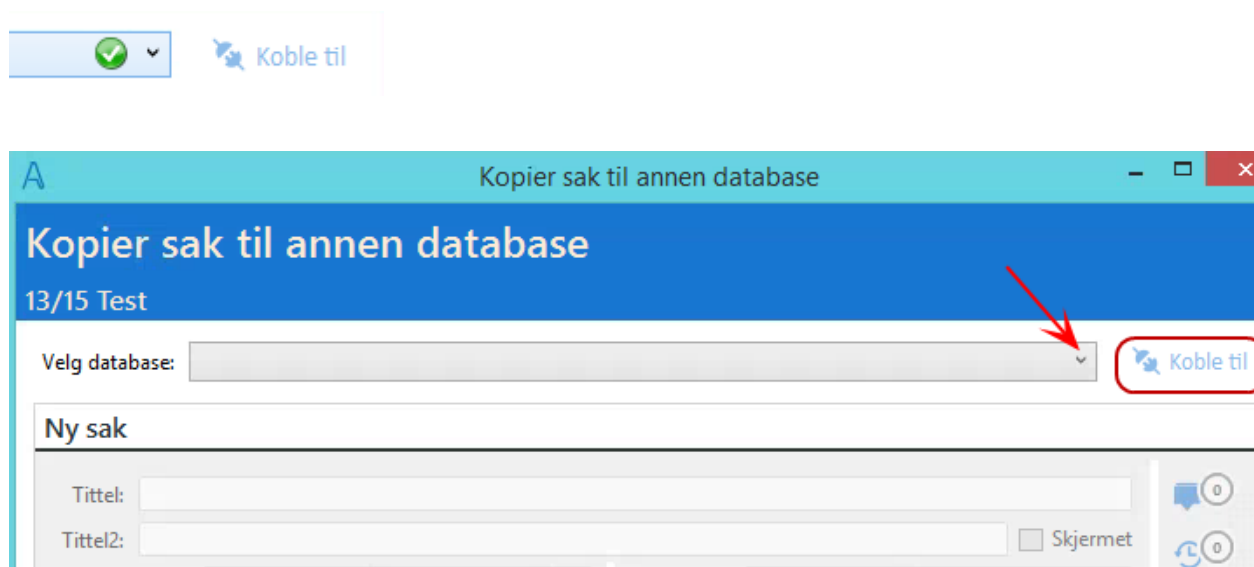 Koble til
Kopier sak til annen database
Kopier sak til annen database
13/15 Test
Velg database:
Koble til
Ny sak
Tittel:
0
Tittel2:
Skjermet
0